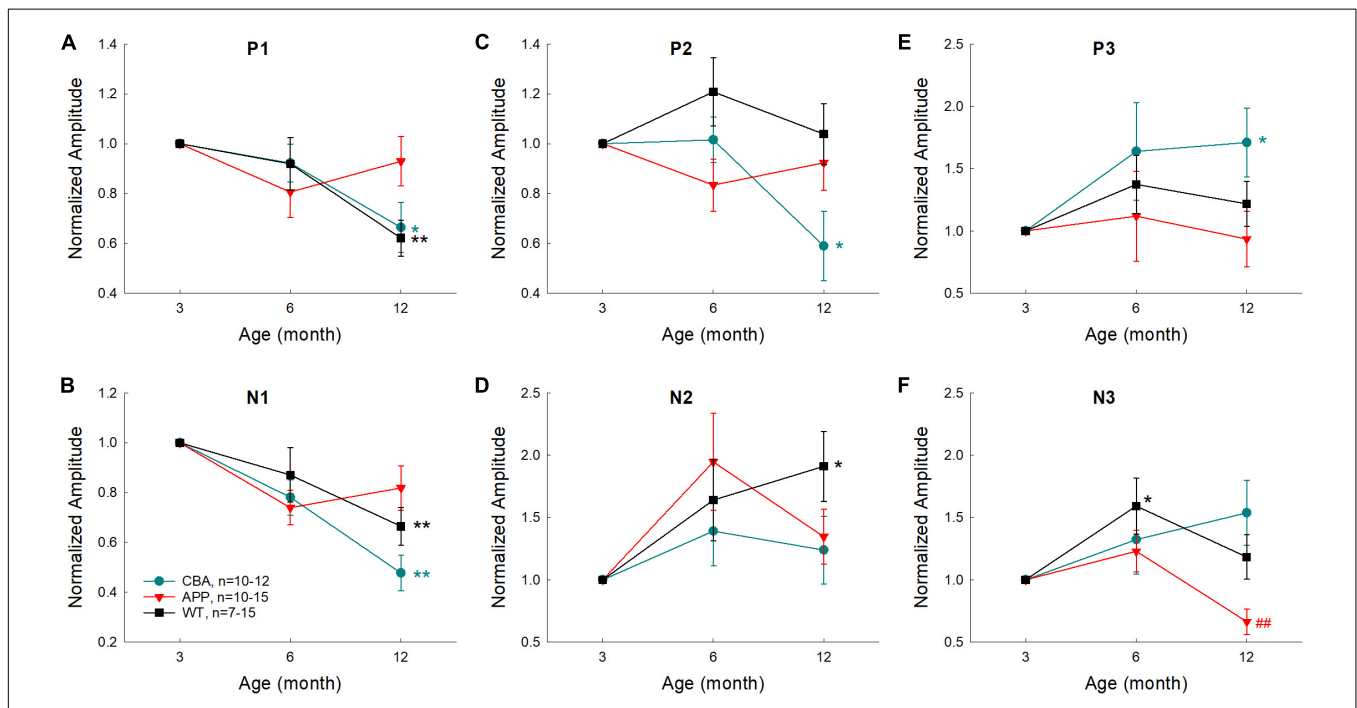 A
P1
Normalized Amplitude
1.4
1.2
1.0
0.8
0.6
0.4
*
**
3
6
12
Age (month)
C
P2
Normalized Amplitude
1.4
1.2
1.0
0.8
0.6
0.4
*
3
6
12
Age (month)
E
P3
Normalized Amplitude
2.5
2.0
1.5
1.0
0.5
*
3
6
12
Age (month)
B
N1
Normalized Amplitude
1.2
1.0
0.8
0.6
0.4
0.2
**
**
CBA, n=10-12
APP, n=10-15
WT, n=7-15
3
6
12
Age (month)
D
N2
Normalized Amplitude
2.5
2.0
1.5
1.0
0.5
*
3
6
12
Age (month)
F
N3
Normalized Amplitude
2.5
2.0
1.5
1.0
0.5
*
##
3
6
12
Age (month)